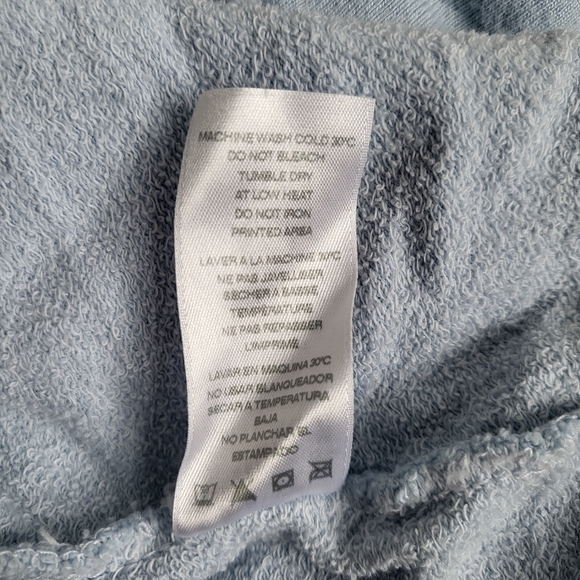 MACHINE WASH COLD 30°C
DO NOT BLEACH
TUMBLE DRY
AT LOW HEAT
DO NOT IRON
PRINTED AREA
LAVER A LA MACHINE 30°C
NE PAS JAVELLISER
SECHER A BASSE
TEMPERATURE
NE PAS REPASSER
L'IMPRIME
LAVAR EN MAQUINA 30°C
NO USAR BLANQUEADOR
SECAR A TEMPERATURA
BAJA
NO PLANCHAR EL
ESTAMPADO